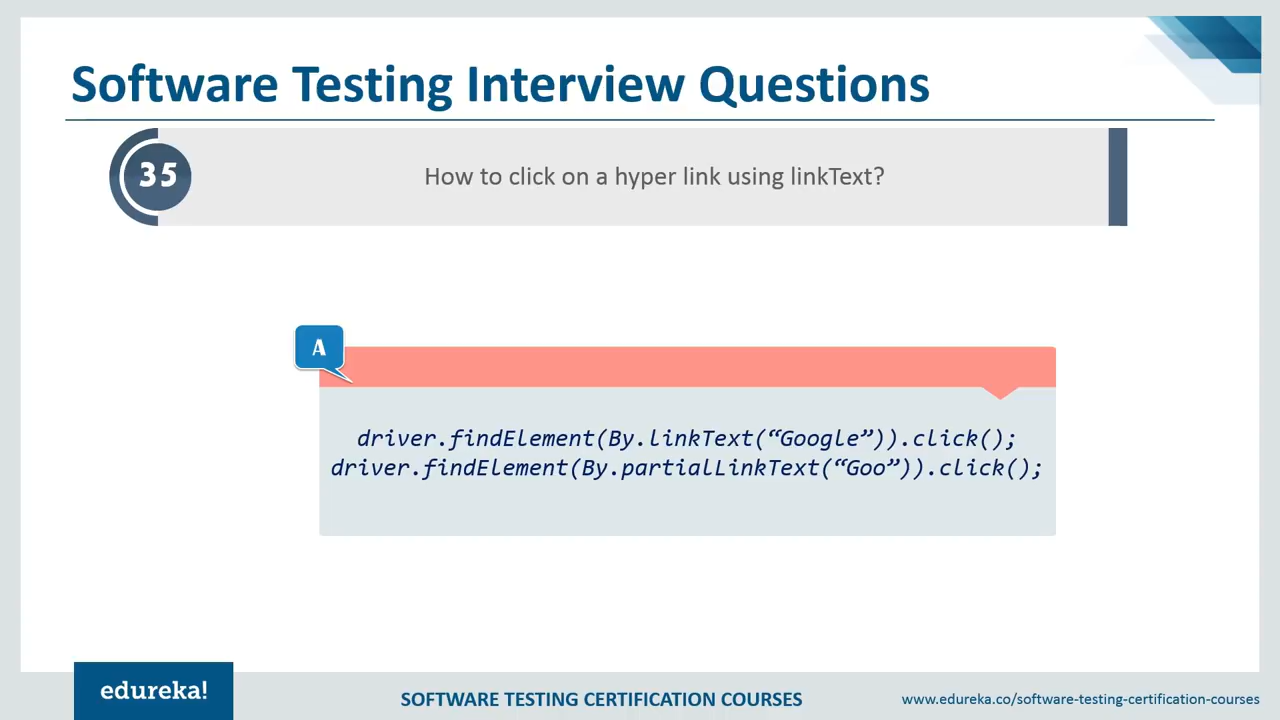 Software Testing Interview Questions
35
How to click on a hyper link using linkText?
A
driver.findElement(By.linkText(“Google”)).click();
driver.findElement(By.partialLinkText(“Goo”)).click();
edureka!
SOFTWARE TESTING CERTIFICATION COURSES
www.edureka.co/software-testing-certification-courses